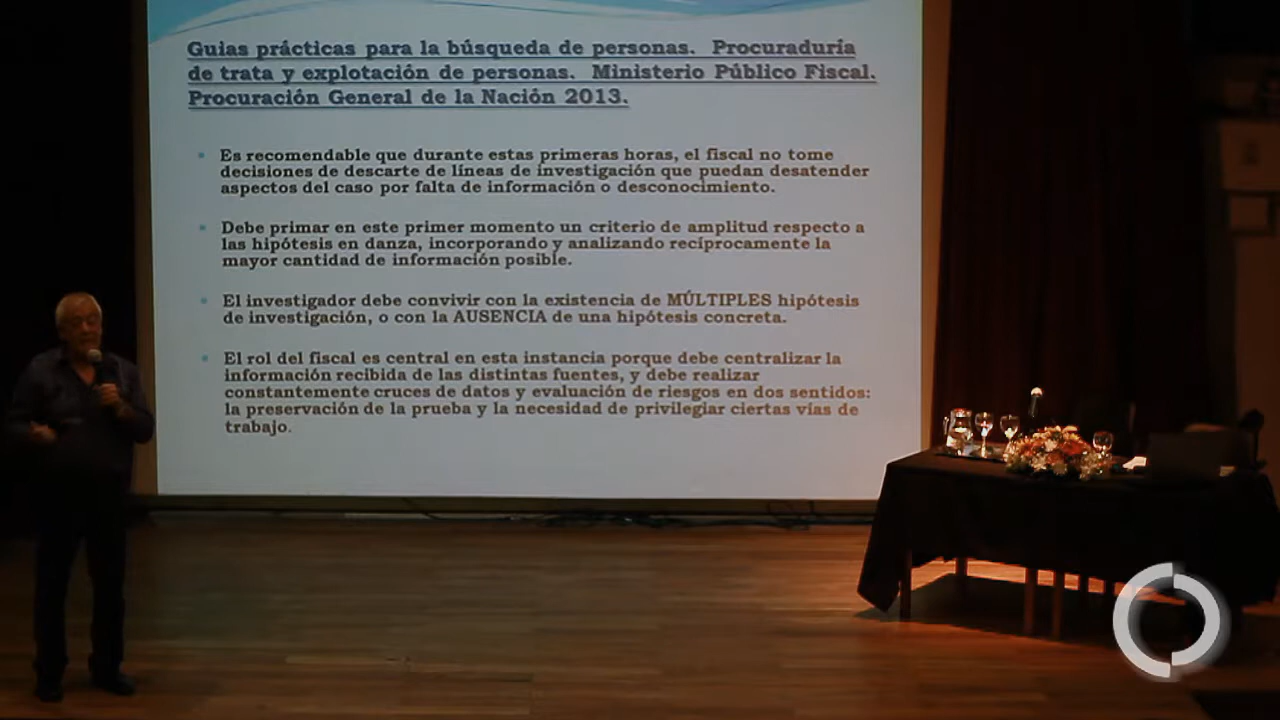 Guias prácticas para la búsqueda de personas. Procuraduría
de trata y explotación de personas. Ministerio Público Fiscal.
Procuración General de la Nación 2013.
Es recomendable que durante estas primeras horas, el fiscal no tome
decisiones de descarte de líneas de investigación que puedan desatender
aspectos del caso por falta de información o desconocimiento.
Debe primar en este primer momento un criterio de amplitud respecto a
las hipótesis en danza, incorporando y analizando recíprocamente la
mayor cantidad de información posible.
El investigador debe convivir con la existencia de MÚLTIPLES hipótesis
de investigación, o con la AUSENCIA de una hipótesis concreta.
El rol del fiscal es central en esta instancia porque debe centralizar la
información recibida de las distintas fuentes, y debe realizar
constantemente cruces de datos y evaluación de riesgos en dos sentidos:
la preservación de la prueba y la necesidad de privilegiar ciertas vías de
trabajo.